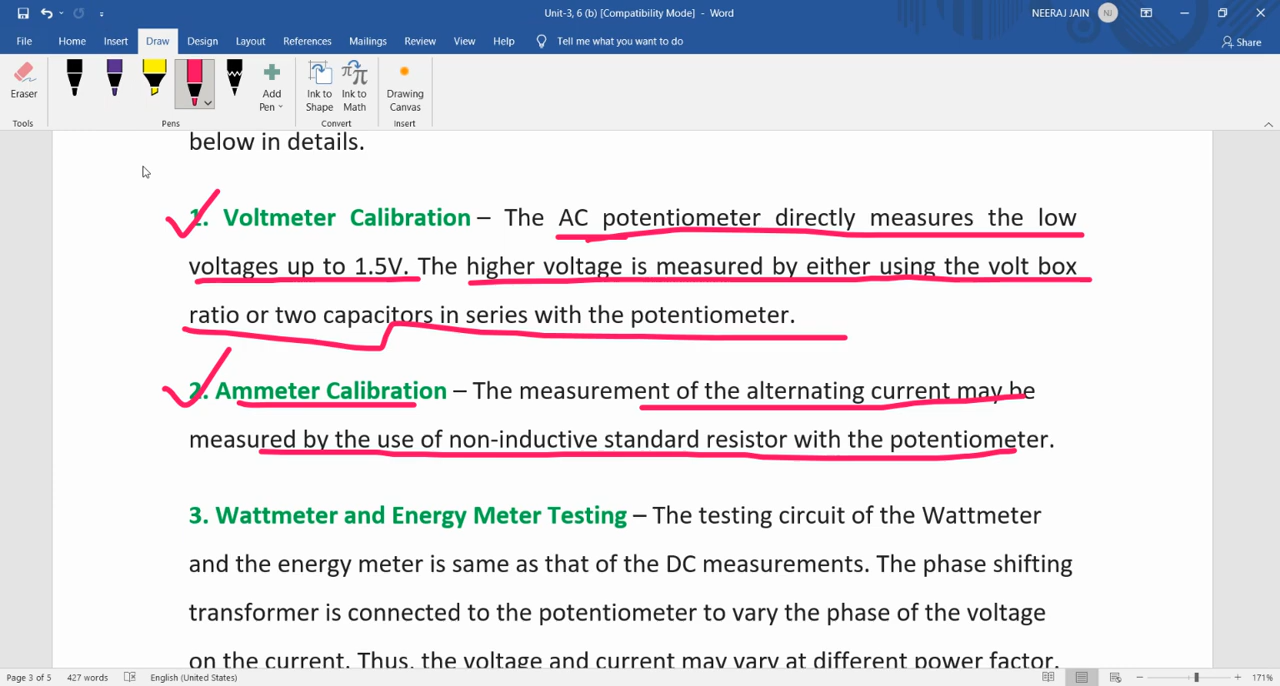 Unit-3, 6 (b) [Compatibility Mode] - Word
NEERAJ JAIN
NJ
File Home Insert Draw Design Layout References Mailings Review View Help Tell me what you want to do
Share
Eraser
Add Pen
Ink to Shape
Ink to Math
Drawing Canvas
Tools Pens Convert Insert
below in details.
1. Voltmeter Calibration – The AC potentiometer directly measures the low
voltages up to 1.5V. The higher voltage is measured by either using the volt box
ratio or two capacitors in series with the potentiometer.
2. Ammeter Calibration – The measurement of the alternating current may be
measured by the use of non-inductive standard resistor with the potentiometer.
3. Wattmeter and Energy Meter Testing – The testing circuit of the Wattmeter
and the energy meter is same as that of the DC measurements. The phase shifting
transformer is connected to the potentiometer to vary the phase of the voltage
on the current. Thus, the voltage and current may vary at different power factor.
Page 3 of 5 427 words English (United States) 171%